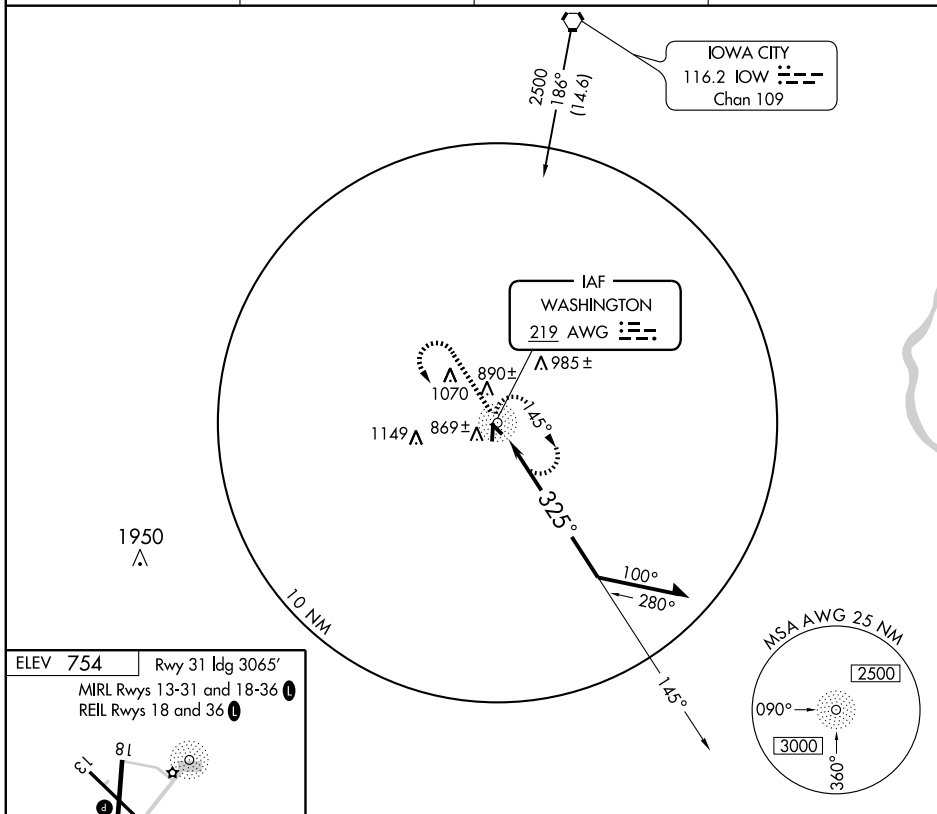 IOWA CITY
116.2 IOW
Chan 109
2500
186°
(14.6)
IAF
WASHINGTON
219 AWG
985±
890±
1070
1149
869±
145°
325°
1950
100°
280°
10 NM
145°
MSA AWG 25 NM
2500
090°
3000
360°
ELEV 754
Rwy 31 ldg 3065'
MIRL Rwys 13-31 and 18-36 L
REIL Rwys 18 and 36 L
18
13
P